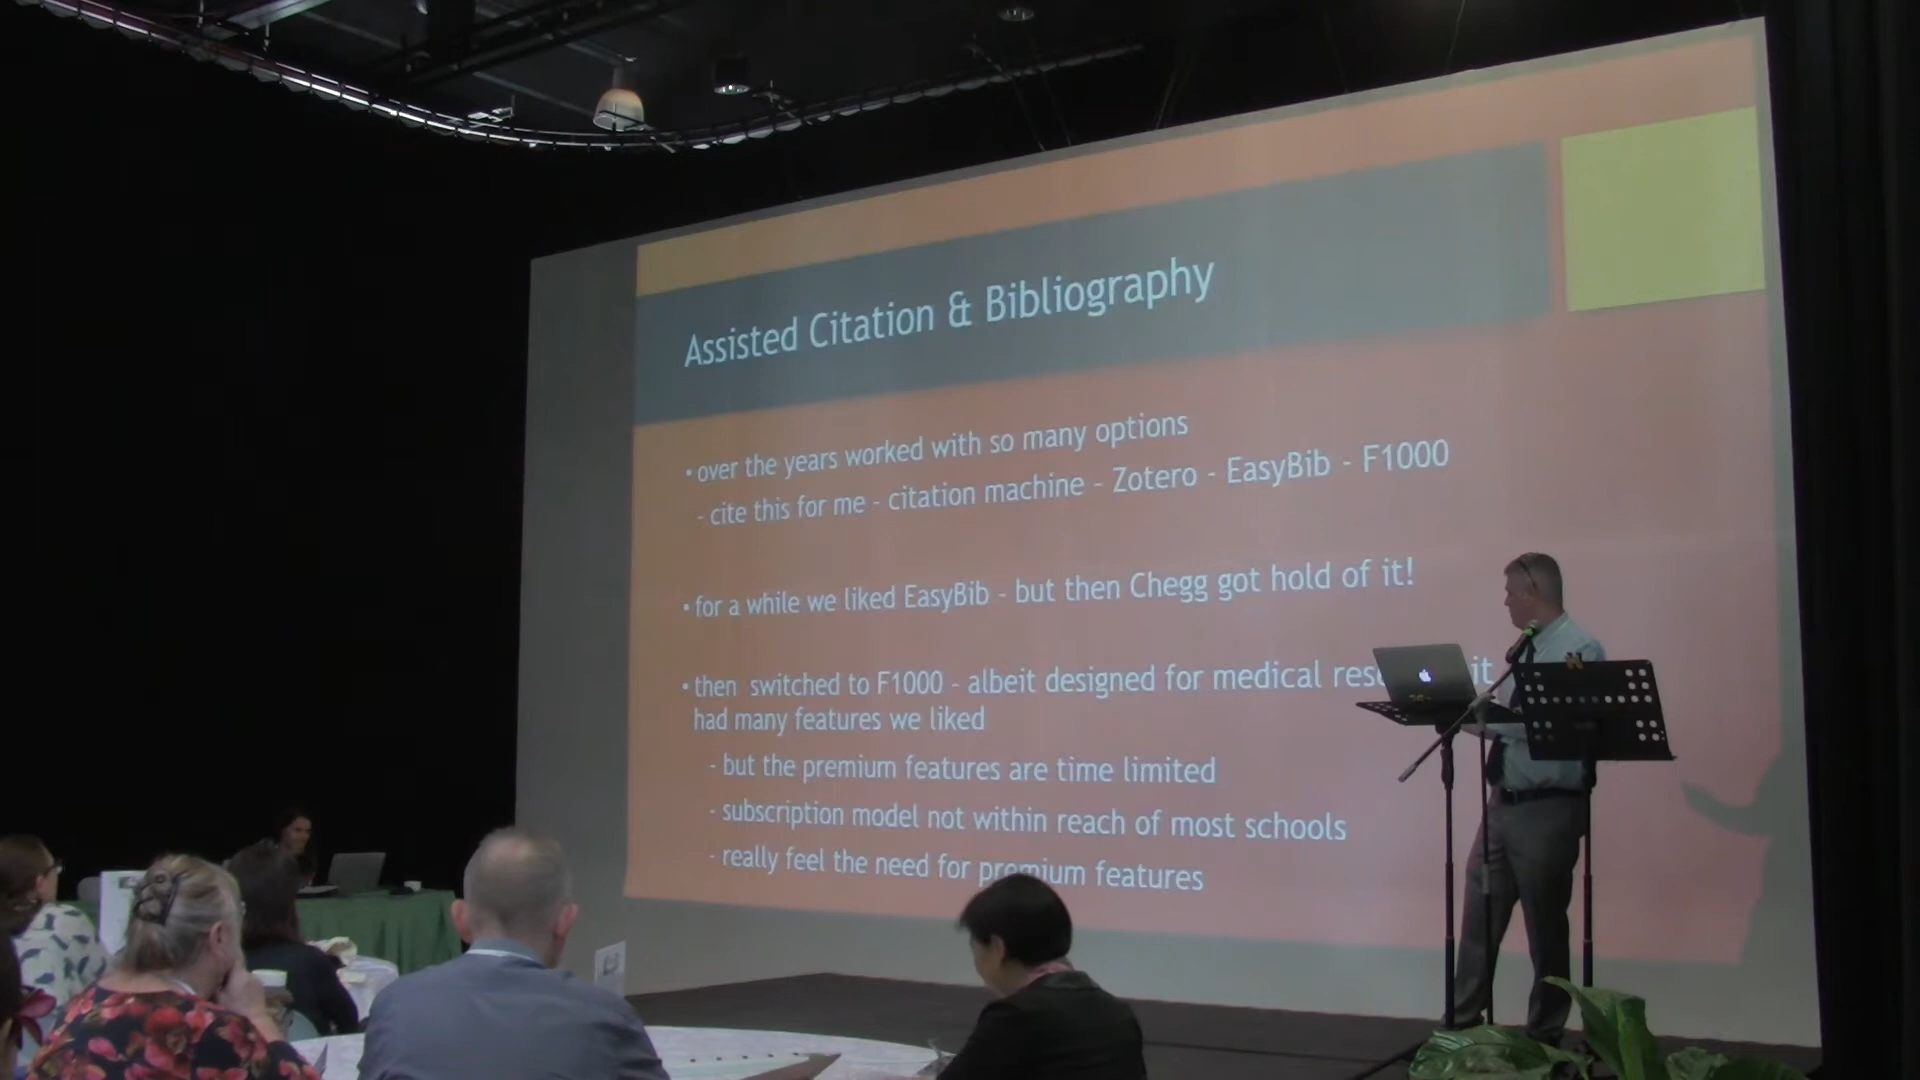 Assisted Citation & Bibliography
• over the years worked with so many options
- cite this for me - citation machine - Zotero - EasyBib - F1000
• for a while we liked EasyBib - but then Chegg got hold of it!
• then switched to F1000 - albeit designed for medical it
had many features we liked
- but the premium features are time limited
- subscription model not within reach of most schools
- really feel the need for premium features